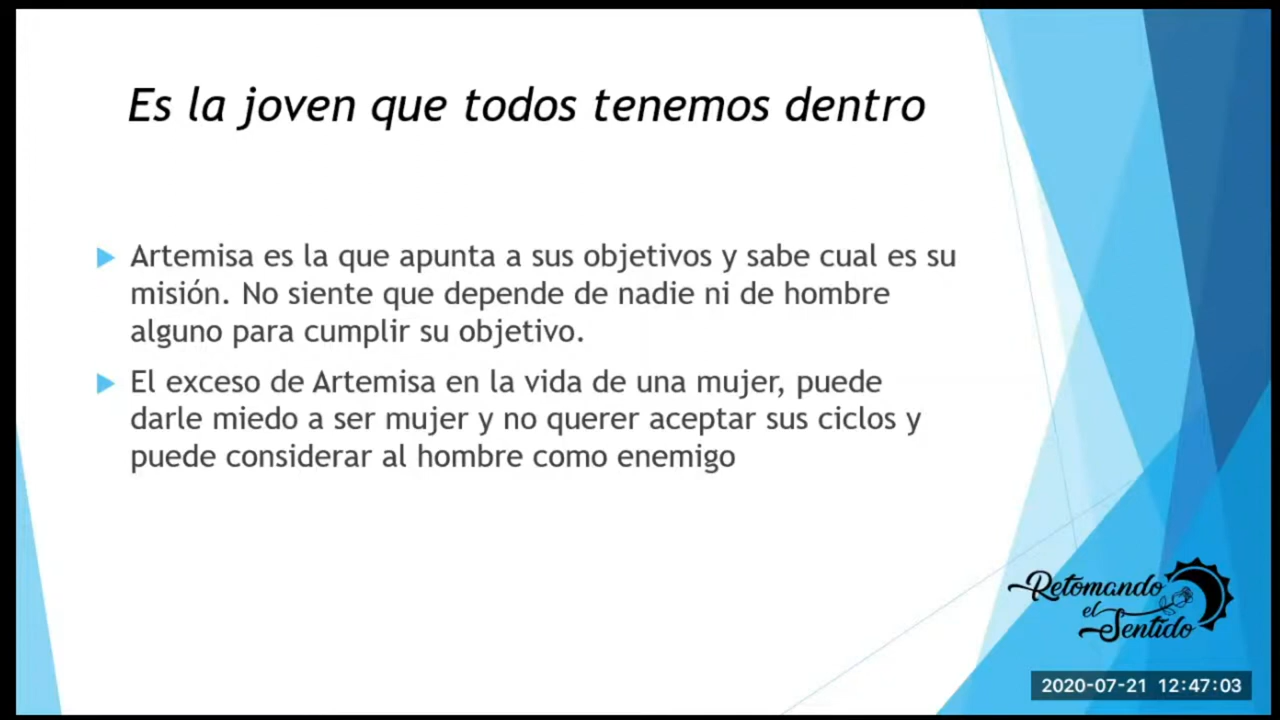 Es la joven que todos tenemos dentro
Artemisa es la que apunta a sus objetivos y sabe cual es su
misión. No siente que depende de nadie ni de hombre
alguno para cumplir su objetivo.
El exceso de Artemisa en la vida de una mujer, puede
darle miedo a ser mujer y no querer aceptar sus ciclos y
puede considerar al hombre como enemigo
Retomando
el
Sentido
2020-07-21 12:47:03